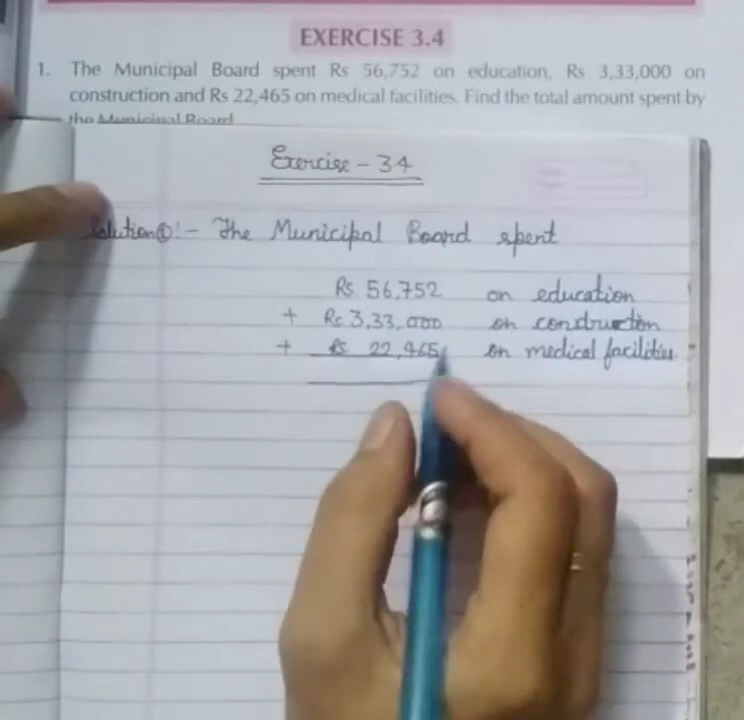 EXERCISE 3.4
1. The Municipal Board spent Rs 56,752 on education, Rs 3,33,000 on
construction and Rs 22,465 on medical facilities. Find the total amount spent by
the Municipal Board
Exercise - 3.4
Solution①:- The Municipal Board spent
Rs. 56,752 on education
+ Rs 3,33,000 on construction
+ Rs 22,465 on medical facilities.